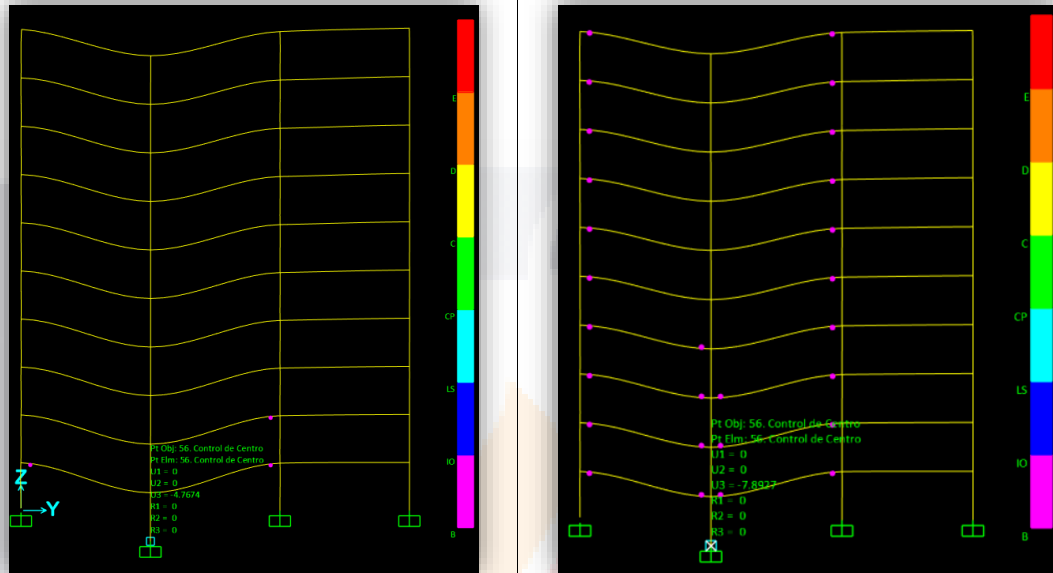 E
D
C
CP
LS
IO
B
Pt Obj: 56. Control de Centro
Pt Elm: 56. Control de Centro
U1 = 0
U2 = 0
U3 = -4.7674
R1 = 0
R2 = 0
R3 = 0
Z
Y
E
D
C
CP
LS
IO
B
Pt Obj: 56. Control de Centro
Pt Elm: 56. Control de Centro
U1 = 0
U2 = 0
U3 = -7.8927
R1 = 0
R2 = 0
R3 = 0